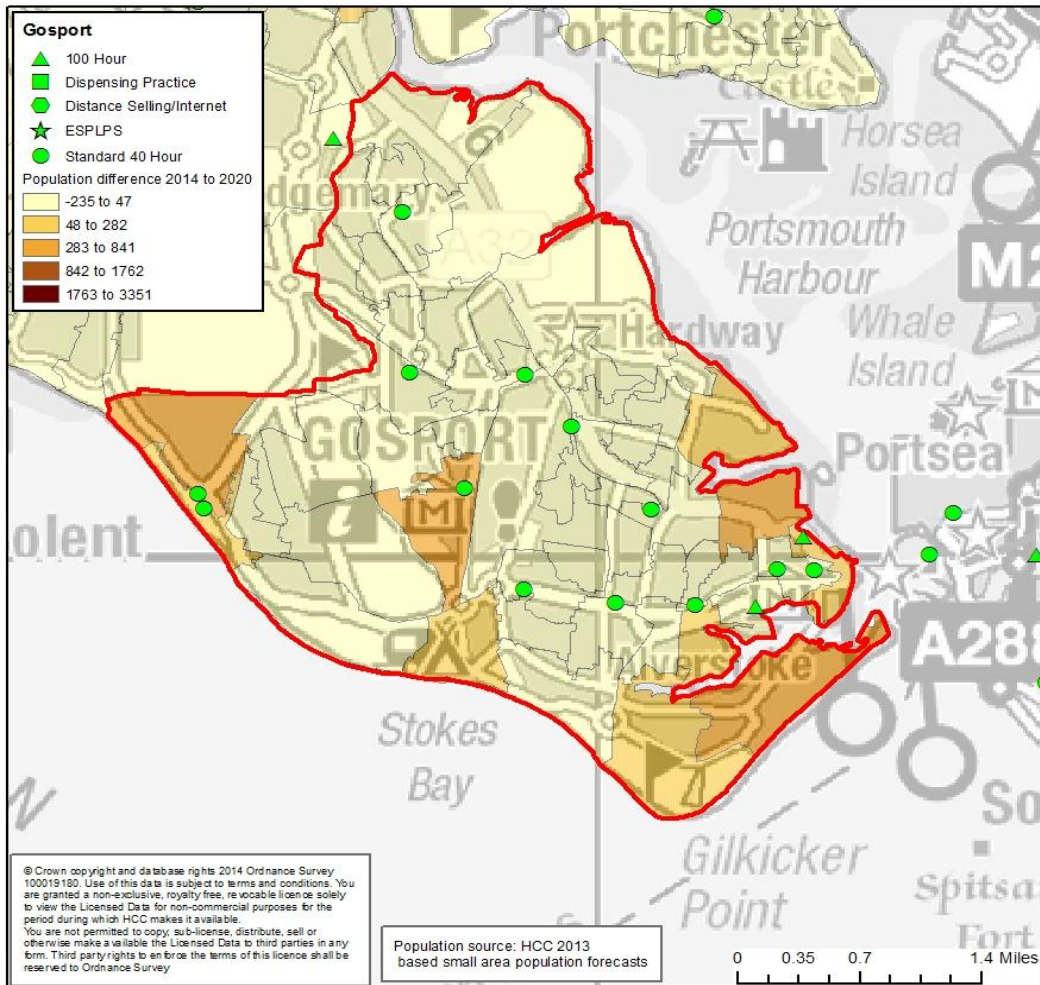 Gosport
100 Hour
Dispensing Practice
Distance Selling/Internet
ESPLPS
Standard 40 Hour
Population difference 2014 to 2020
-235 to 47
48 to 282
283 to 841
842 to 1762
1763 to 3351
Portchester
Castle
Horsea
Island
Portsmouth
Harbour
Whale
Island
dgemary
A32
M2
Hardway
GOSPORT
Portsea
olent
M
A288
Alverstoke
Stokes
Bay
So
Gilkicker
Point
Spitsa
Fort
© Crown copyright and database rights 2014 Ordnance Survey
100019180. Use of this data is subject to terms and conditions. You
are granted a non-exclusive, royalty free, revocable licence solely
to view the Licensed Data for non-commercial purposes for the
period during which HCC makes it available.
You are not permitted to copy, sub-license, distribute, sell or
otherwise make available the Licensed Data to third parties in any
form. Third party rights to enforce the terms of this licence shall be
reserved to Ordnance Survey
Population source: HCC 2013
based small area population forecasts
0 0.35 0.7 1.4 Miles